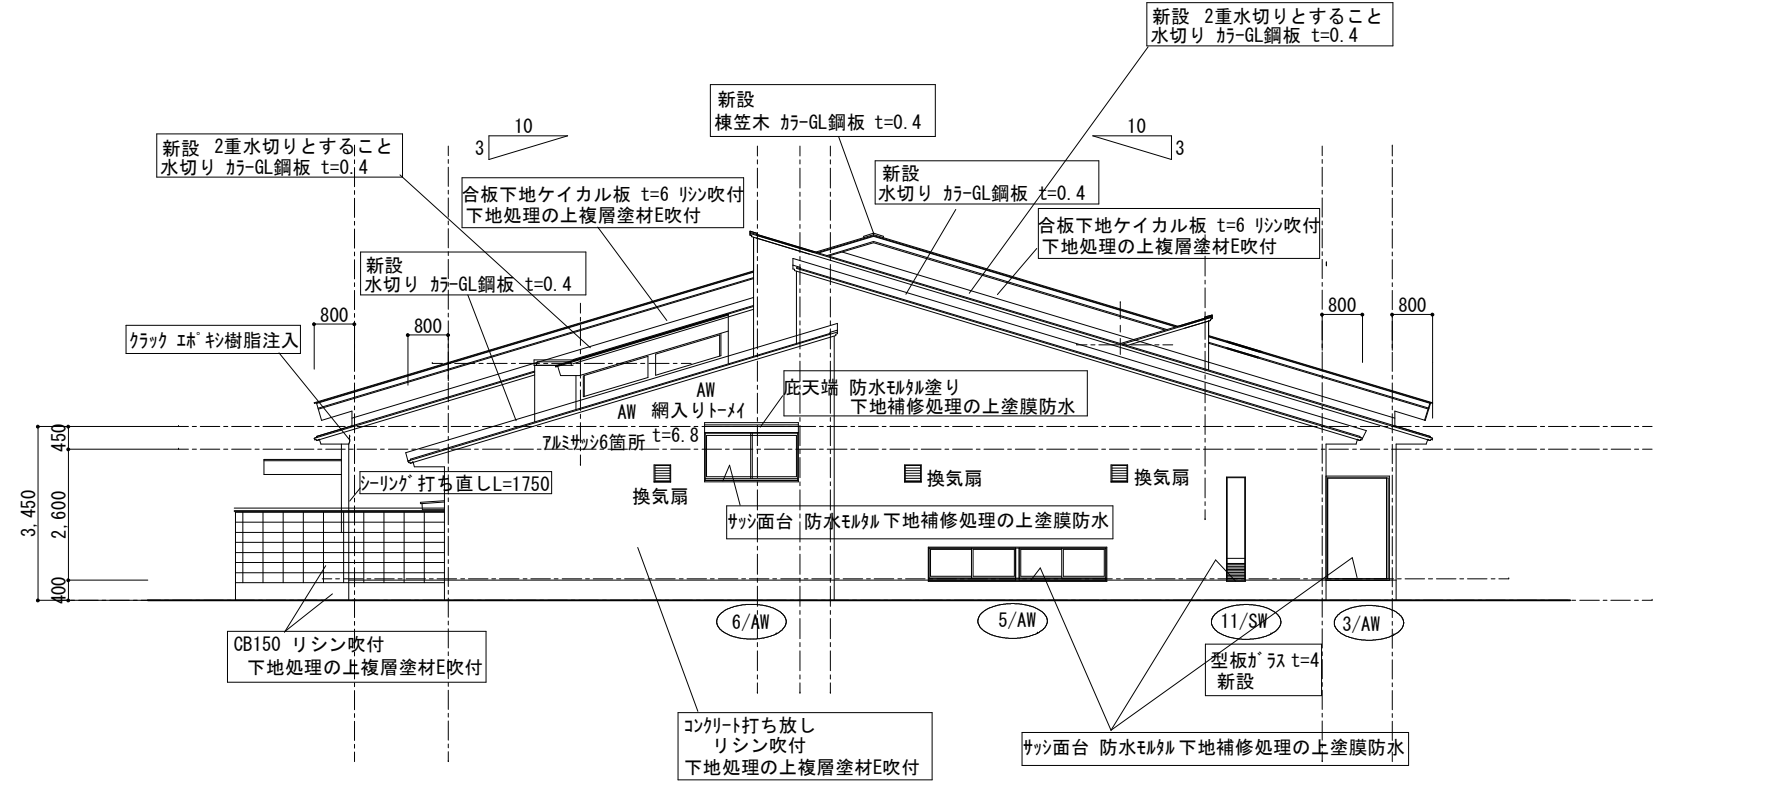 新設 2重水切りとすること
水切り ｶﾗｰGL鋼板 t=0.4
新設
棟笠木 ｶﾗｰGL鋼板 t=0.4
10
3
10
3
新設 2重水切りとすること
水切り ｶﾗｰGL鋼板 t=0.4
新設
水切り ｶﾗｰGL鋼板 t=0.4
合板下地ケイカル板 t=6 ﾘｼﾝ吹付
下地処理の上複層塗材E吹付
合板下地ケイカル板 t=6 ﾘｼﾝ吹付
下地処理の上複層塗材E吹付
新設
水切り ｶﾗｰGL鋼板 t=0.4
800
800
800
800
ｸﾗｯｸ ｴﾎﾟｷｼ樹脂注入
AW
庇天端 防水ﾓﾙﾀﾙ塗り
下地補修処理の上塗膜防水
AW 網入りﾄｰﾒｲ
t=6.8
ｱﾙﾐｻｯｼ6箇所
450
3,450
2,600
400
ｼｰﾘﾝｸﾞ打ち直しL=1750
換気扇
換気扇
換気扇
ｻｯｼ面台 防水ﾓﾙﾀﾙ下地補修処理の上塗膜防水
6/AW
5/AW
11/SW
3/AW
CB150 リシン吹付
下地処理の上複層塗材E吹付
型板ｶﾞﾗｽ t=4
新設
ｺﾝｸﾘｰﾄ打ち放し
リシン吹付
下地処理の上複層塗材E吹付
ｻｯｼ面台 防水ﾓﾙﾀﾙ下地補修処理の上塗膜防水